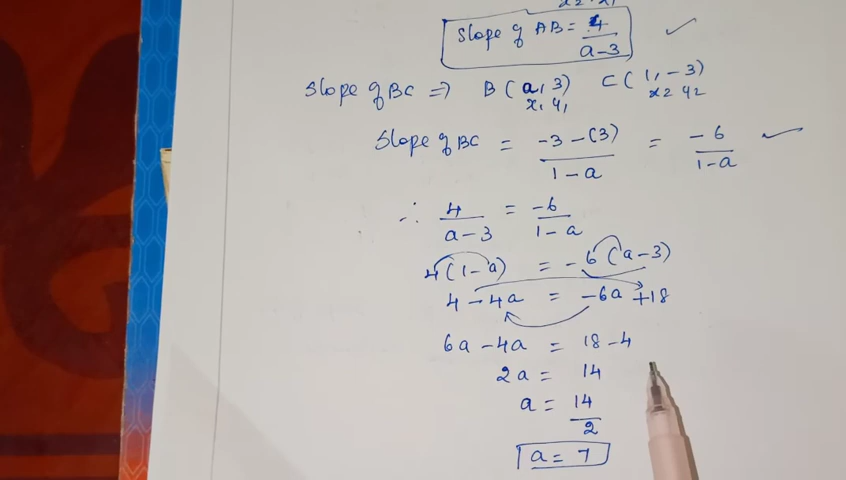 Slope of AB = 4/(a-3)
Slope of BC => B(a, 3) C(1, -3)
x1 y1 x2 y2
Slope of BC = (-3-(3))/(1-a) = -6/(1-a)
∴ 4/(a-3) = -6/(1-a)
4(1-a) = -6(a-3)
4-4a = -6a+18
6a-4a = 18-4
2a = 14
a = 14/2
a = 7